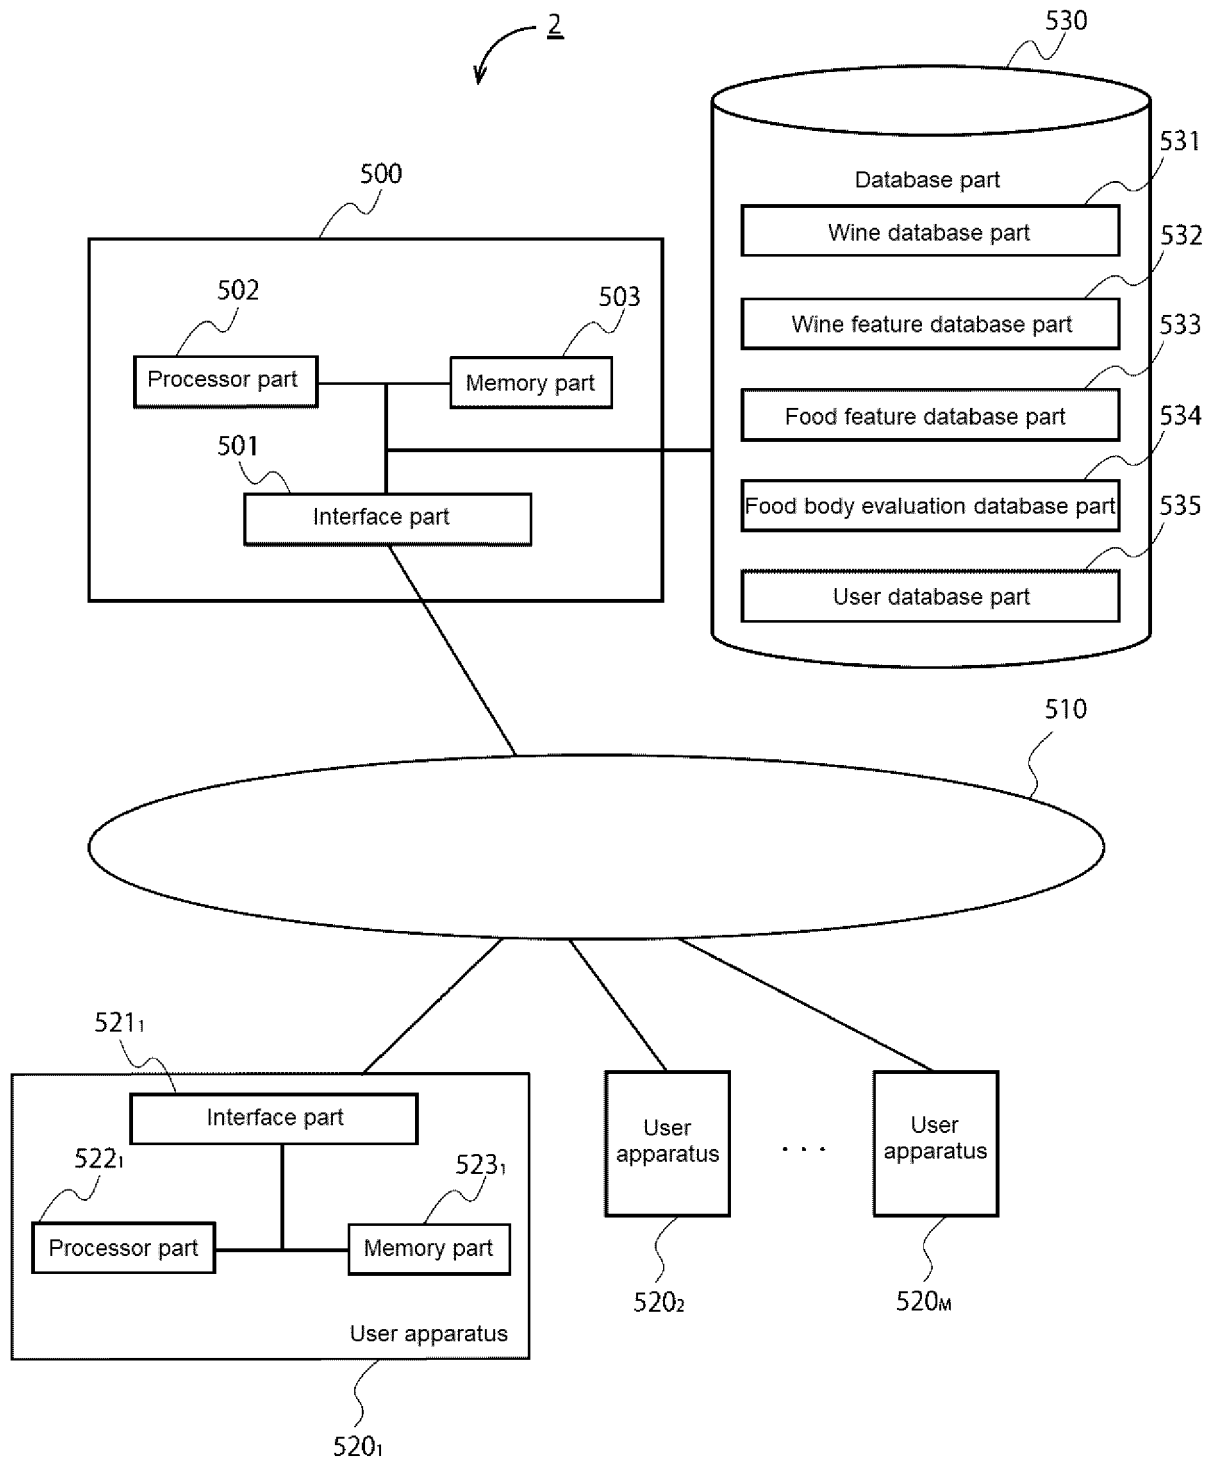 2
530
531
500
Database part
Wine database part
532
502
503
Wine feature database part
533
Processor part
Memory part
Food feature database part
534
501
Food body evaluation database part
535
Interface part
User database part
510
521₁
Interface part
User
apparatus
. . .
User
apparatus
522₁
523₁
Processor part
Memory part
520₂
520M
User apparatus
520₁